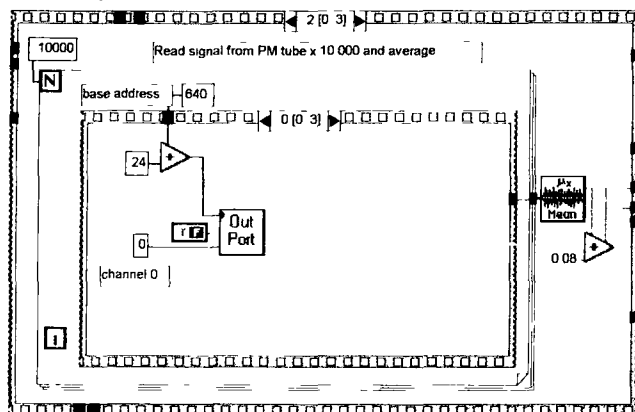 2 [0 3]
10000
Read signal from PM tube x 10 000 and average
N
base address
640
0 [0 3]
24
+
μx
Mean
Out
Port
r
0
+
0 08
channel 0
I